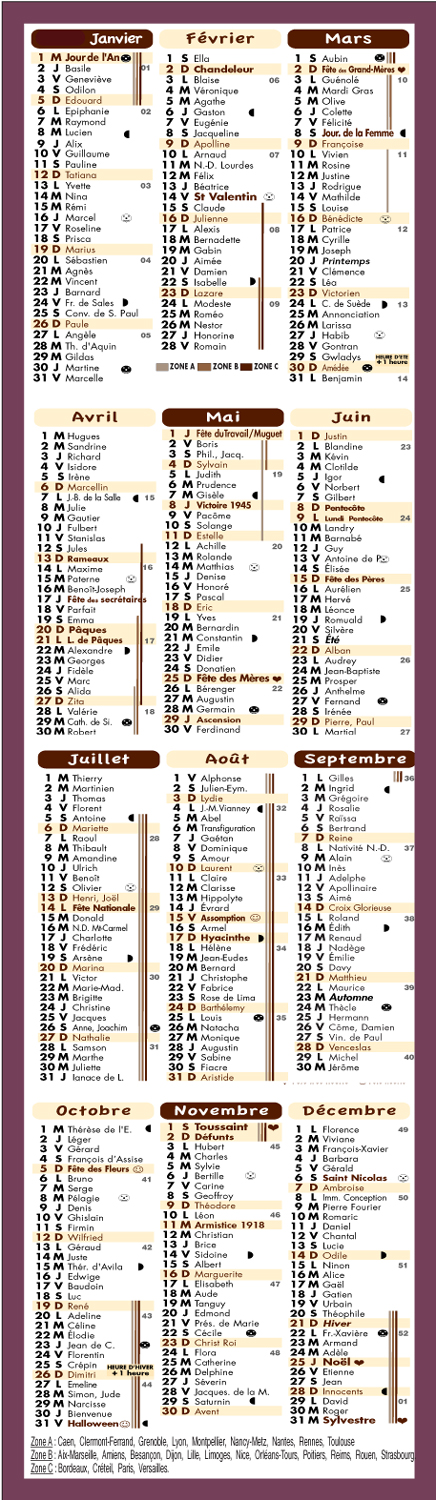 Janvier
1 M Jour de l'An
2 J Basile 01
3 V Geneviève
4 S Odilon
5 D Edouard
6 L Epiphanie 02
7 M Raymond
8 M Lucien
9 J Alix
10 V Guillaume
11 S Pauline
12 D Tatiana
13 L Yvette 03
14 M Nina
15 M Rémi
16 J Marcel
17 V Roseline
18 S Prisca
19 D Marius
20 L Sébastien 04
21 M Agnès
22 M Vincent
23 J Barnard
24 V Fr. de Sales
25 S Conv. de S. Paul
26 D Paule
27 L Angèle 05
28 M Th. d'Aquin
29 M Gildas
30 J Martine
31 V Marcelle
Février
1 S Ella
2 D Chandeleur
3 L Blaise 06
4 M Véronique
5 M Agathe
6 J Gaston
7 V Eugénie
8 S Jacqueline
9 D Apolline
10 L Arnaud 07
11 M N.-D. Lourdes
12 M Félix
13 J Béatrice
14 V St Valentin
15 S Claude
16 D Julienne
17 L Alexis 08
18 M Bernadette
19 M Gabin
20 J Aimée
21 V Damien
22 S Isabelle
23 D Lazare
24 L Modeste 09
25 M Roméo
26 M Nestor
27 J Honorine
28 V Romain
ZONE A ZONE B ZONE C
Mars
1 S Aubin
2 D Fête des Grand-Mères
3 L Guénolé 10
4 M Mardi Gras
5 M Olive
6 J Colette
7 V Félicité
8 S Jour. de la Femme
9 D Françoise
10 L Vivien 11
11 M Rosine
12 M Justine
13 J Rodrigue
14 V Mathilde
15 S Louise
16 D Bénédicte
17 L Patrice 12
18 M Cyrille
19 M Joseph
20 J Printemps
21 V Clémence
22 S Léa
23 D Victorien
24 L C. de Suède 13
25 M Annonciation
26 M Larissa
27 J Habib
28 V Gontran
29 S Gwladys HEURE D'ÉTÉ
30 D Amédée +1 heure
31 L Benjamin 14
Avril
1 M Hugues
2 M Sandrine
3 J Richard
4 V Isidore
5 S Irène
6 D Marcellin
7 L J.-B. de la Salle 15
8 M Julie
9 M Gautier
10 J Fulbert
11 V Stanislas
12 S Jules
13 D Rameaux
14 L Maxime 16
15 M Paterne
16 M Benoît-Joseph
17 J Fête des secrétaires
18 V Parfait
19 S Emma
20 D Pâques
21 L L. de Pâques 17
22 M Alexandre
23 M Georges
24 J Fidèle
25 V Marc
26 S Alida
27 D Zita
28 L Valérie 18
29 M Cath. de Si.
30 M Robert
Mai
1 J Fête du Travail/Muguet
2 V Boris
3 S Phil., Jacq.
4 D Sylvain
5 L Judith 19
6 M Prudence
7 M Gisèle
8 J Victoire 1945
9 V Pacôme
10 S Solange
11 D Estelle
12 L Achille 20
13 M Rolande
14 M Matthias
15 J Denise
16 V Honoré
17 S Pascal
18 D Eric
19 L Yves 21
20 M Bernardin
21 M Constantin
22 J Emile
23 V Didier
24 S Donatien
25 D Fête des Mères
26 L Bérenger 22
27 M Augustin
28 M Germain
29 J Ascension
30 V Ferdinand
Juin
1 D Justin
2 L Blandine 23
3 M Kévin
4 M Clotilde
5 J Igor
6 V Norbert
7 S Gilbert
8 D Pentecôte
9 L Lundi Pentecôte 24
10 M Landry
11 M Barnabé
12 J Guy
13 V Antoine de P.
14 S Élisée
15 D Fête des Pères
16 L Aurélien 25
17 M Hervé
18 M Léonce
19 J Romuald
20 V Silvère
21 S Été
22 D Alban
23 L Audrey 26
24 M Jean-Baptiste
25 M Prosper
26 J Anthelme
27 V Fernand
28 S Irénée
29 D Pierre, Paul
30 L Martial 27
Juillet
1 M Thierry
2 M Martinien
3 J Thomas
4 V Florent
5 S Antoine
6 D Mariette
7 L Raoul 28
8 M Thibault
9 M Amandine
10 J Ulrich
11 V Benoît
12 S Olivier
13 D Henri, Joël
14 L Fête Nationale 29
15 M Donald
16 M N.D. Mt-Carmel
17 J Charlotte
18 V Frédéric
19 S Arsène
20 D Marina
21 L Victor 30
22 M Marie-Mad.
23 M Brigitte
24 J Christine
25 V Jacques
26 S Anne, Joachim
27 D Nathalie
28 L Samson 31
29 M Marthe
30 M Juliette
31 J Ignace de L.
Août
1 V Alphonse
2 S Julien-Eym.
3 D Lydie
4 L J.-M.Vianney 32
5 M Abel
6 M Transfiguration
7 J Gaétan
8 V Dominique
9 S Amour
10 D Laurent
11 L Claire 33
12 M Clarisse
13 M Hippolyte
14 J Évrard
15 V Assomption
16 S Armel
17 D Hyacinthe
18 L Hélène 34
19 M Jean-Eudes
20 M Bernard
21 J Christophe
22 V Fabrice
23 S Rose de Lima
24 D Barthélemy
25 L Louis 35
26 M Natacha
27 M Monique
28 J Augustin
29 V Sabine
30 S Fiacre
31 D Aristide
Septembre
1 L Gilles 36
2 M Ingrid
3 M Grégoire
4 J Rosalie
5 V Raïssa
6 S Bertrand
7 D Reine
8 L Nativité N.-D. 37
9 M Alain
10 M Inès
11 J Adelphe
12 V Apollinaire
13 S Aimé
14 D Croix Glorieuse
15 L Roland 38
16 M Édith
17 M Renaud
18 J Nadège
19 V Émilie
20 S Davy
21 D Matthieu
22 L Maurice 39
23 M Automne
24 M Thècle
25 J Hermann
26 V Côme, Damien
27 S Vin. de Paul
28 D Venceslas
29 L Michel 40
30 M Jérôme
Octobre
1 M Thérèse de l'E.
2 J Léger
3 V Gérard
4 S François d'Assise
5 D Fête des Fleurs
6 L Bruno 41
7 M Serge
8 M Pélagie
9 J Denis
10 V Ghislain
11 S Firmin
12 D Wilfried
13 L Géraud 42
14 M Juste
15 M Thér. d'Avila
16 J Edwige
17 V Baudoin
18 S Luc
19 D René
20 L Adeline 43
21 M Céline
22 M Élodie
23 J Jean de C.
24 V Florentin
25 S Crépin HEURE D'HIVER
26 D Dimitri +1 heure
27 L Emeline 44
28 M Simon, Jude
29 M Narcisse
30 J Bienvenue
31 V Halloween
Novembre
1 S Toussaint
2 D Défunts
3 L Hubert 45
4 M Charles
5 M Sylvie
6 J Bertille
7 V Carine
8 S Geoffroy
9 D Théodore
10 L Léon 46
11 M Armistice 1918
12 M Christian
13 J Brice
14 V Sidoine
15 S Albert
16 D Marguerite
17 L Elisabeth 47
18 M Aude
19 M Tanguy
20 J Edmond
21 V Prés. de Marie
22 S Cécile
23 D Christ Roi
24 L Flora 48
25 M Catherine
26 M Delphine
27 J Séverin
28 V Jacques. de la M.
29 S Saturnin
30 D Avent
Décembre
1 L Florence 49
2 M Viviane
3 M François-Xavier
4 J Barbara
5 V Gérald
6 S Saint Nicolas
7 D Ambroise
8 L Imm. Conception 50
9 M Pierre Fourier
10 M Romaric
11 J Daniel
12 V Chantal
13 S Lucie
14 D Odile
15 L Ninon 51
16 M Alice
17 M Gaël
18 J Gatien
19 V Urbain
20 S Théophile
21 D Hiver
22 L Fr.-Xavière 52
23 M Armand
24 M Adèle
25 J Noël
26 V Etienne
27 S Jean
28 D Innocents
29 L David 01
30 M Roger
31 M Sylvestre
Zone A : Caen, Clermont-Ferrand, Grenoble, Lyon, Montpellier, Nancy-Metz, Nantes, Rennes, Toulouse
Zone B : Aix-Marseille, Amiens, Besançon, Dijon, Lille, Limoges, Nice, Orléans-Tours, Poitiers, Reims, Rouen, Strasbourg
Zone C : Bordeaux, Créteil, Paris, Versailles.